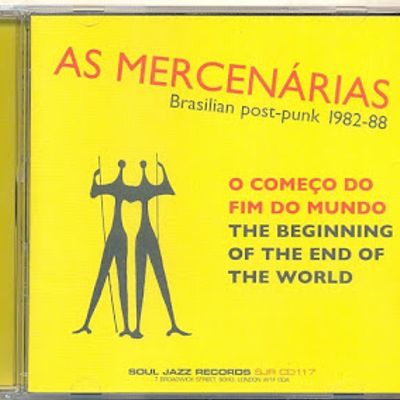 AS MERCENÁRIAS
Brasilian post-punk 1982-88
O COMEÇO DO
FIM DO MUNDO
THE BEGINNING
OF THE END OF
THE WORLD
SOUL JAZZ RECORDS SJR CD117
7 BROADWICK STREET, SOHO, LONDON W1F 0DA